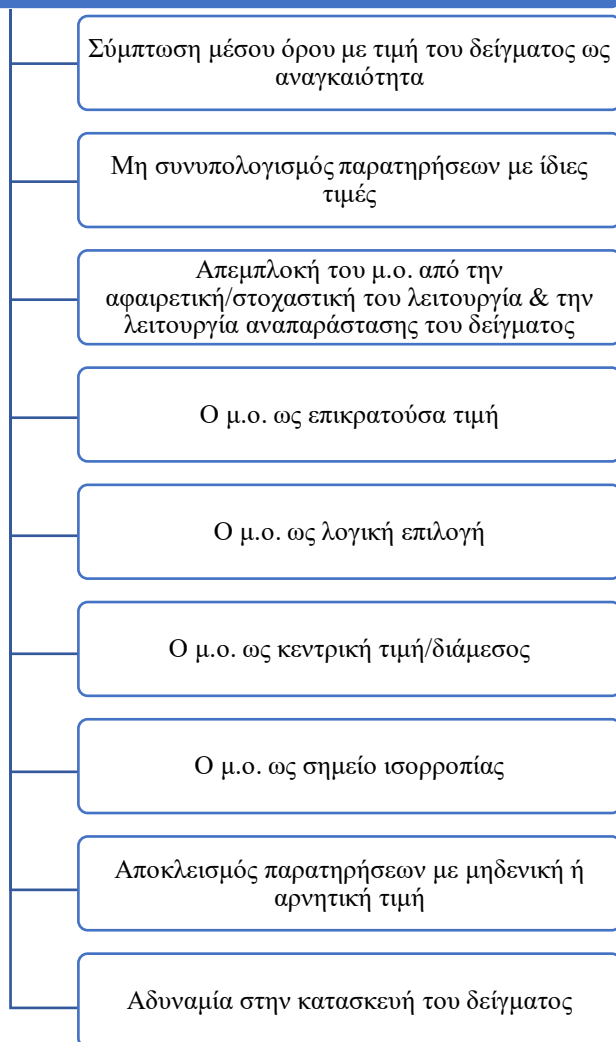 Σύμπτωση μέσου όρου με τιμή του δείγματος ως
αναγκαιότητα
Μη συνυπολογισμός παρατηρήσεων με ίδιες
τιμές
Απεμπλοκή του μ.ο. από την
αφαιρετική/στοχαστική του λειτουργία & την
λειτουργία αναπαράστασης του δείγματος
Ο μ.ο. ως επικρατούσα τιμή
Ο μ.ο. ως λογική επιλογή
Ο μ.ο. ως κεντρική τιμή/διάμεσος
Ο μ.ο. ως σημείο ισορροπίας
Αποκλεισμός παρατηρήσεων με μηδενική ή
αρνητική τιμή
Αδυναμία στην κατασκευή του δείγματος